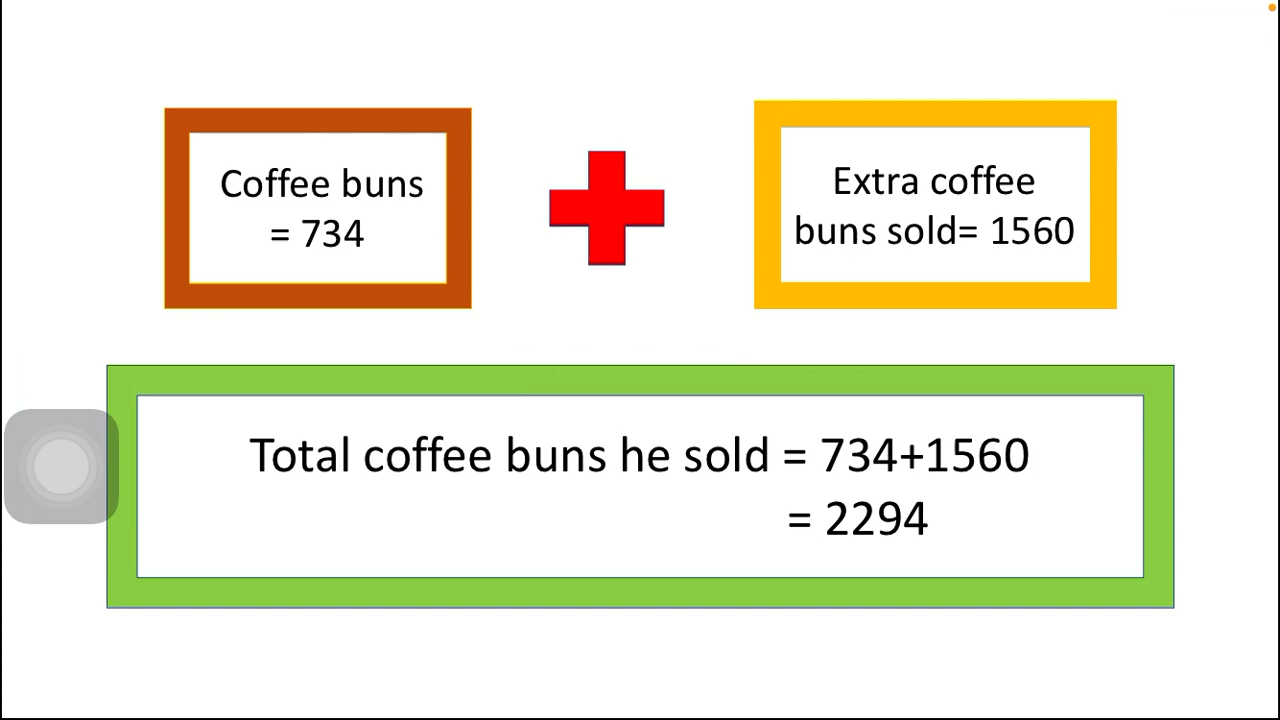 Coffee buns
= 734
Extra coffee
buns sold= 1560
Total coffee buns he sold = 734+1560
= 2294